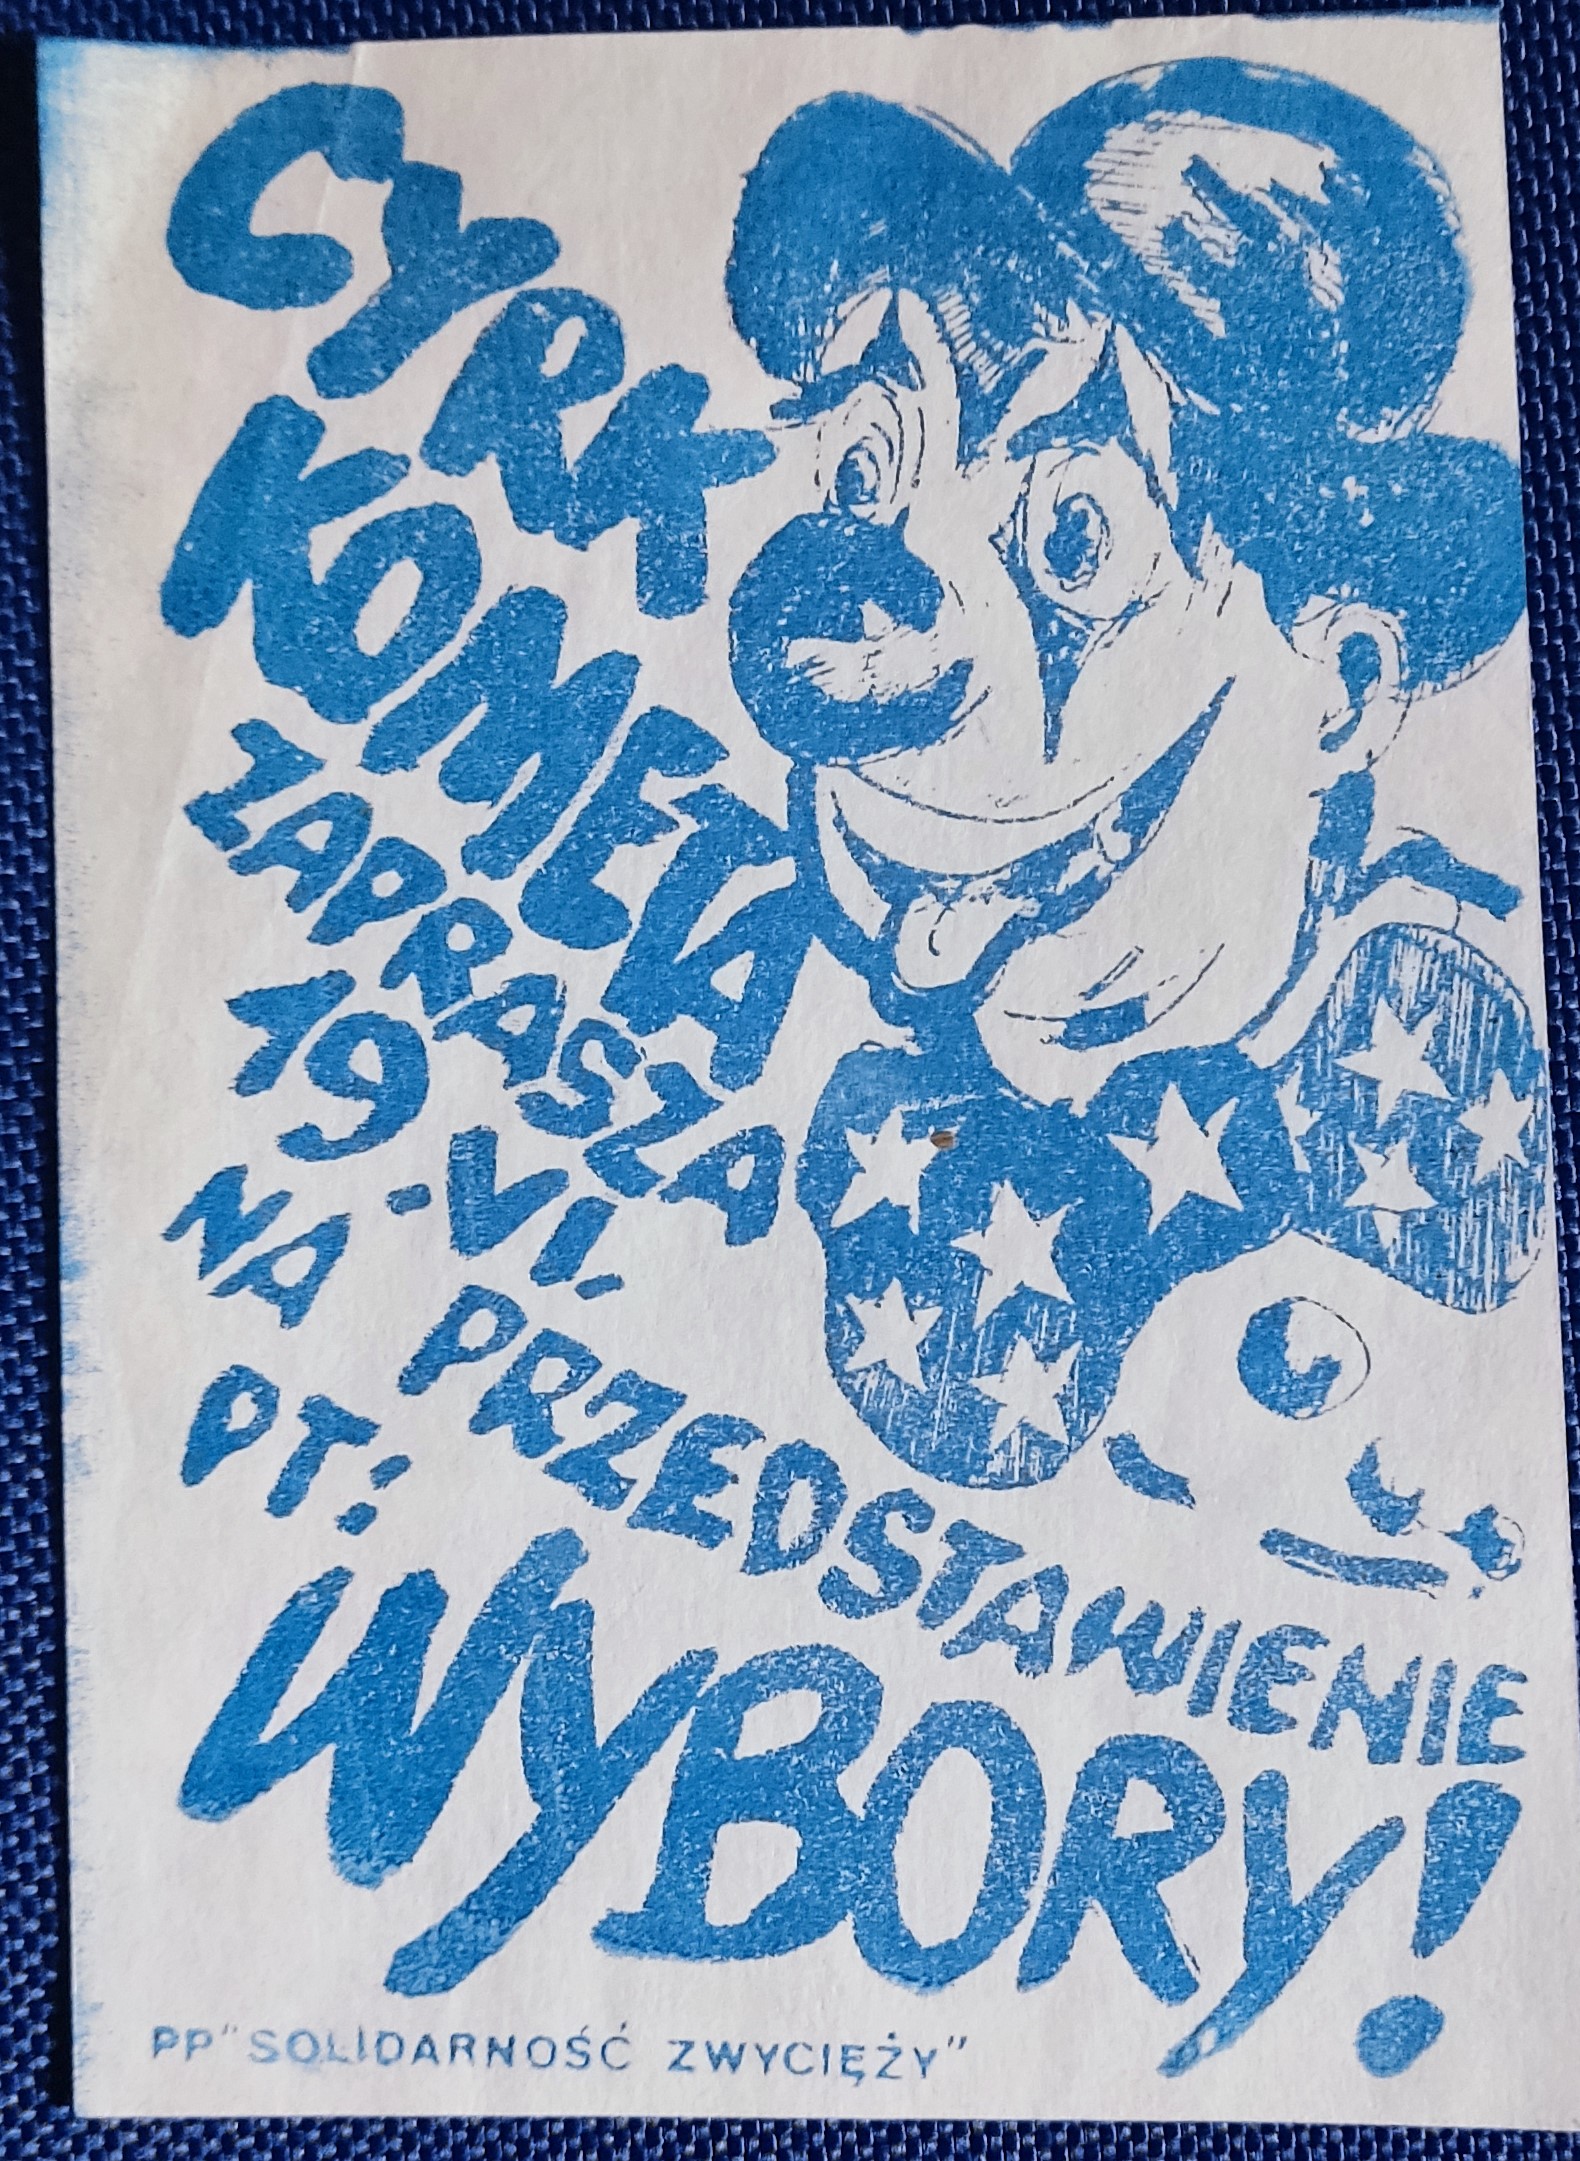 CYRK
KOMETA
ZAPRASZA
19-VI,
NA PRZEDSTAWIENIE
PT:
WYBORY!
PP "SOLIDARNOŚĆ ZWYCIĘŻY"